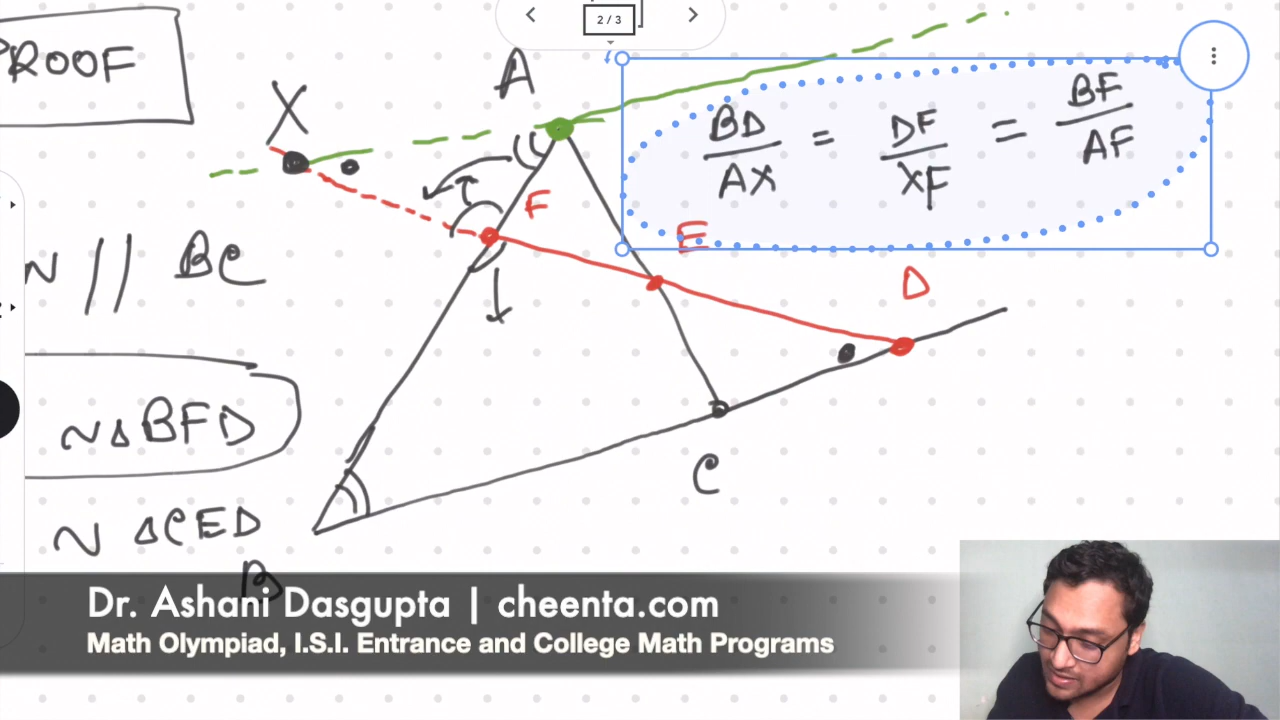 2 / 3
PROOF
X
A
BD/AX = DF/XF = BF/AF
F
E
D
N // BC
~ΔBFD
C
~ ΔCED
B
Dr. Ashani Dasgupta | cheenta.com
Math Olympiad, I.S.I. Entrance and College Math Programs